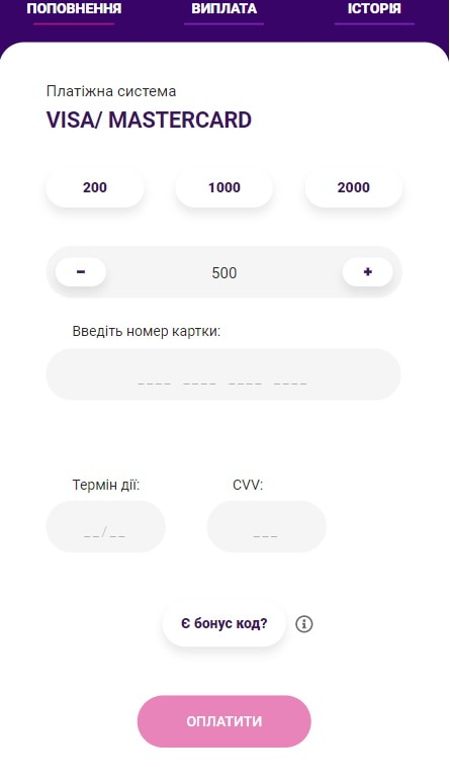 ПОПОВНЕННЯ ВИПЛАТА ІСТОРІЯ
Платіжна система
VISA/ MASTERCARD
200 1000 2000
- 500 +
Введіть номер картки:
____ ____ ____ ____
Термін дії: CVV:
__/__ ___
Є бонус код? i
ОПЛАТИТИ